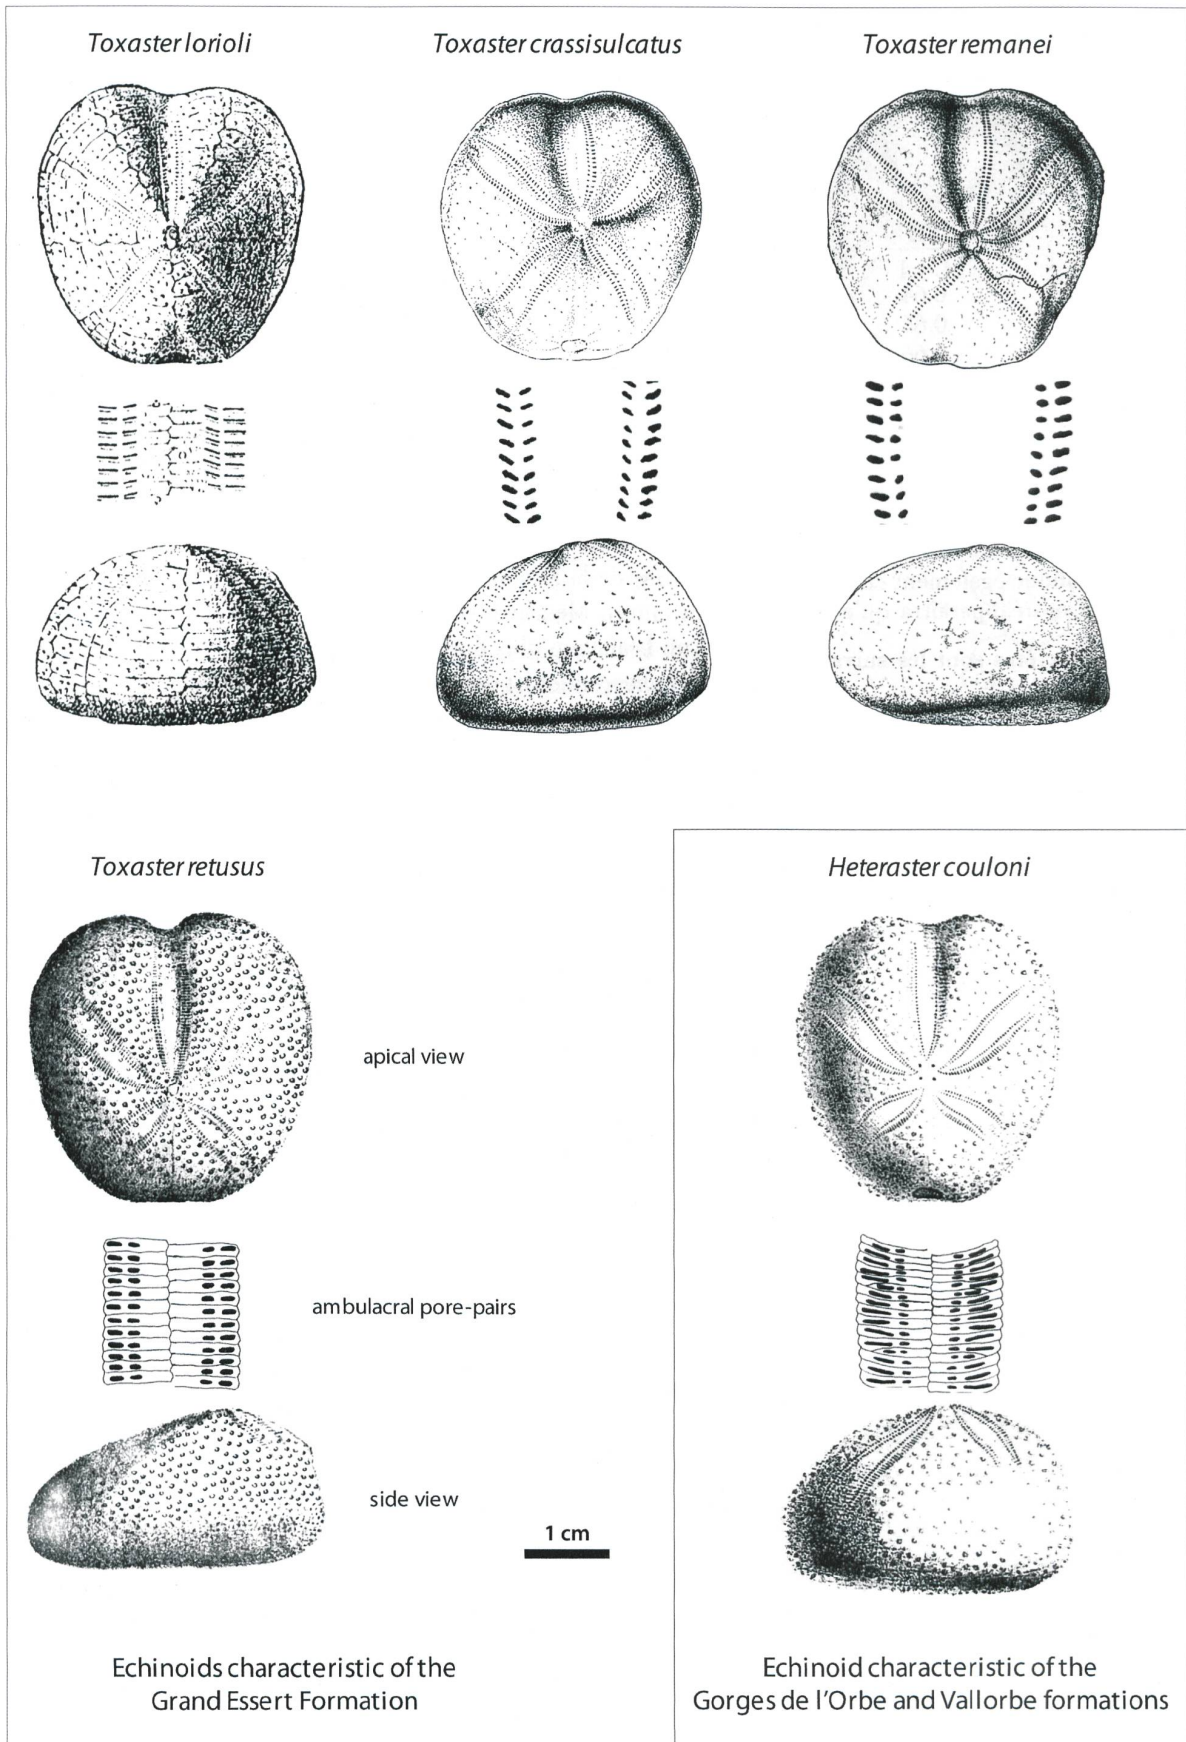 Toxaster lorioli
Toxaster crassisulcatus
Toxaster remanei
Toxaster retusus
Heteraster couloni
apical view
ambulacral pore-pairs
side view
1 cm
Echinoids characteristic of the
Grand Essert Formation
Echinoid characteristic of the
Gorges de l'Orbe and Vallorbe formations